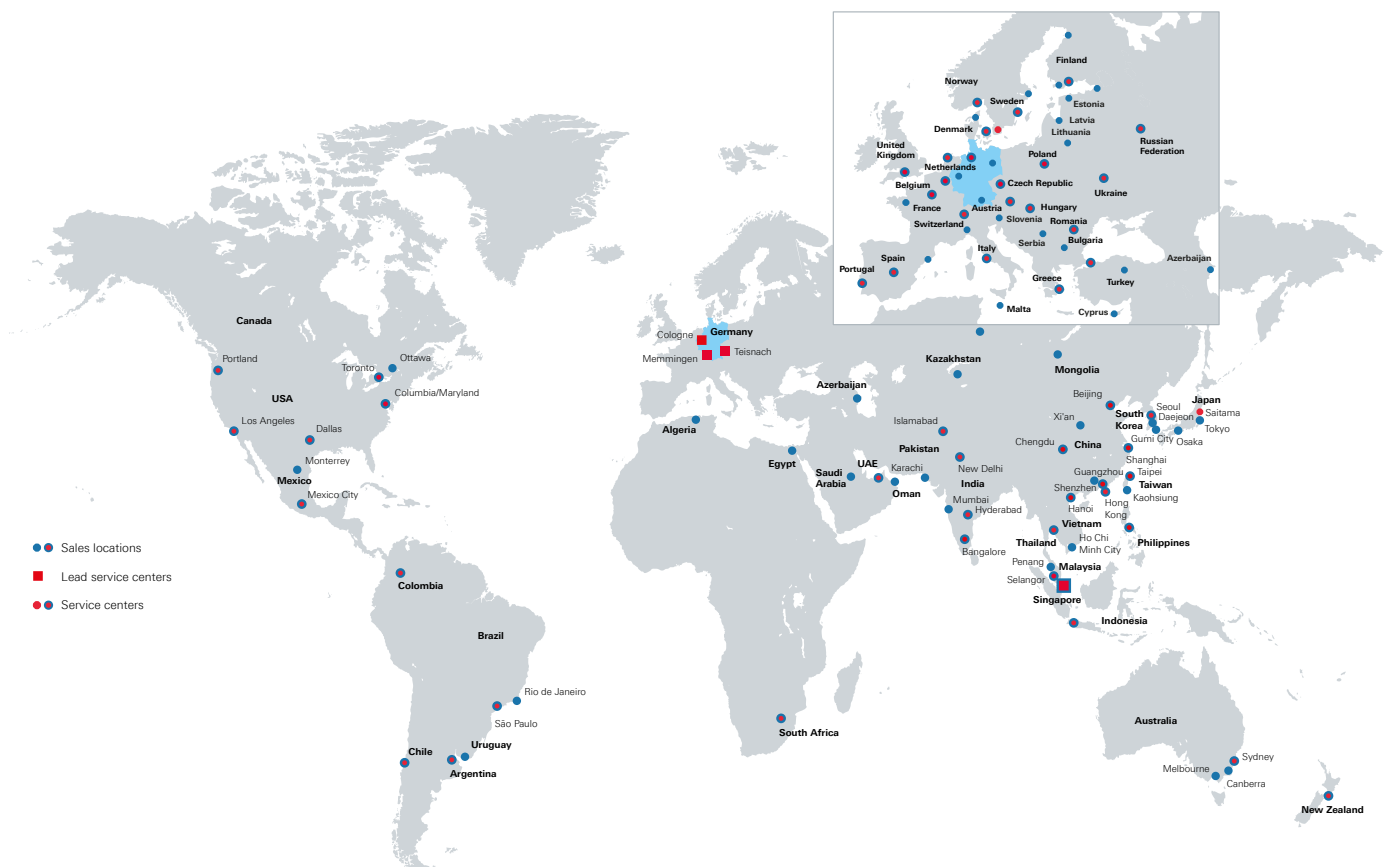 Finland
Norway
Sweden
Estonia
Latvia
Denmark
Lithuania
Russian
Federation
United
Kingdom
Poland
Netherlands
Belgium
Czech Republic
Ukraine
France
Austria
Hungary
Slovenia
Romania
Switzerland
Serbia
Bulgaria
Italy
Spain
Azerbaijan
Portugal
Greece
Turkey
Malta
Cyprus
Canada
Portland
Toronto
Ottawa
Columbia/Maryland
USA
Los Angeles
Dallas
Monterrey
Mexico
Mexico City
Cologne
Germany
Memmingen
Teisnach
Kazakhstan
Mongolia
Azerbaijan
Beijing
Japan
Seoul
Saitama
South
Korea
Daejeon
Tokyo
Algeria
Islamabad
Xi'an
Gumi City
Osaka
Pakistan
Chengdu
China
Shanghai
Egypt
Saudi
Arabia
UAE
Karachi
New Delhi
Oman
India
Guangzhou
Taipei
Shenzhen
Taiwan
Mumbai
Hyderabad
Hanoi
Hong
Kong
Kaohsiung
Bangalore
Vietnam
Thailand
Ho Chi
Minh City
Philippines
Penang
Malaysia
Selangor
Singapore
Indonesia
Sales locations
Lead service centers
Service centers
Colombia
Brazil
Rio de Janeiro
São Paulo
Chile
Uruguay
Argentina
South Africa
Australia
Sydney
Melbourne
Canberra
New Zealand